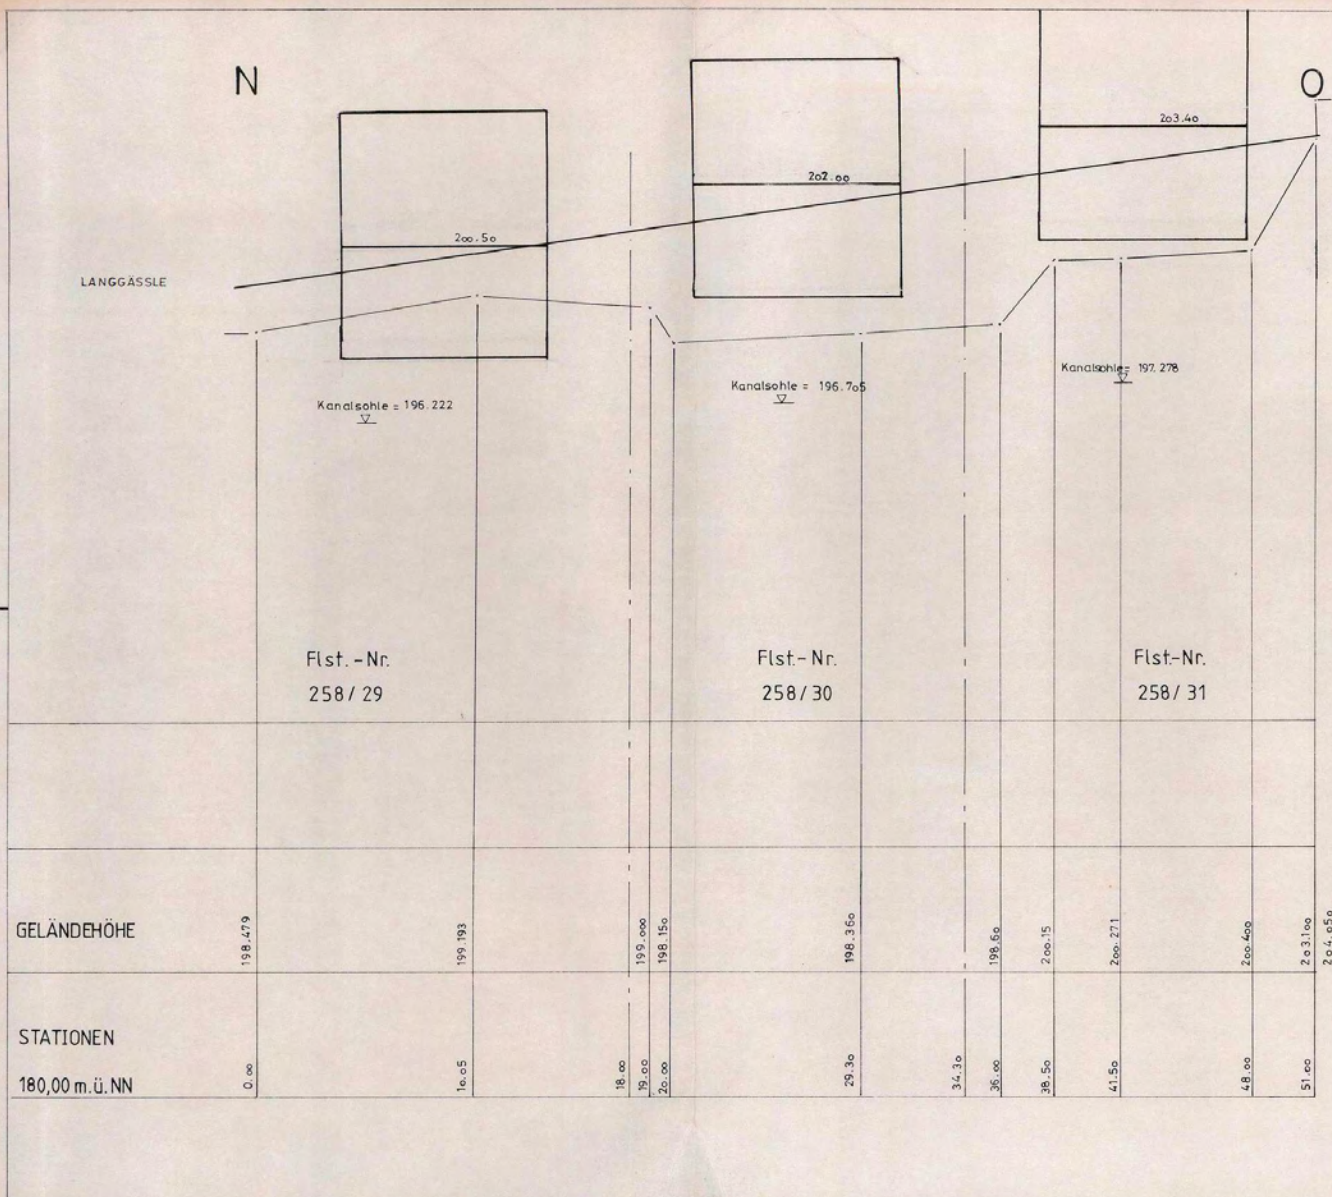 N
O
203.40
202.00
200.50
LANGGÄSSLE
Kanalsohle = 197.278
Kanalsohle = 196.705
Kanalsohle = 196.222
Flst.-Nr.
258/29
Flst.-Nr.
258/30
Flst-Nr.
258/31
GELÄNDEHÖHE
198.479
199.193
199.000
198.150
198.360
198.60
200.15
200.271
200.400
203.100
204.050
STATIONEN
180,00 m.ü.NN
0.00
10.05
18.00
19.00
20.00
29.30
34.30
36.00
38.50
41.50
48.00
51.00